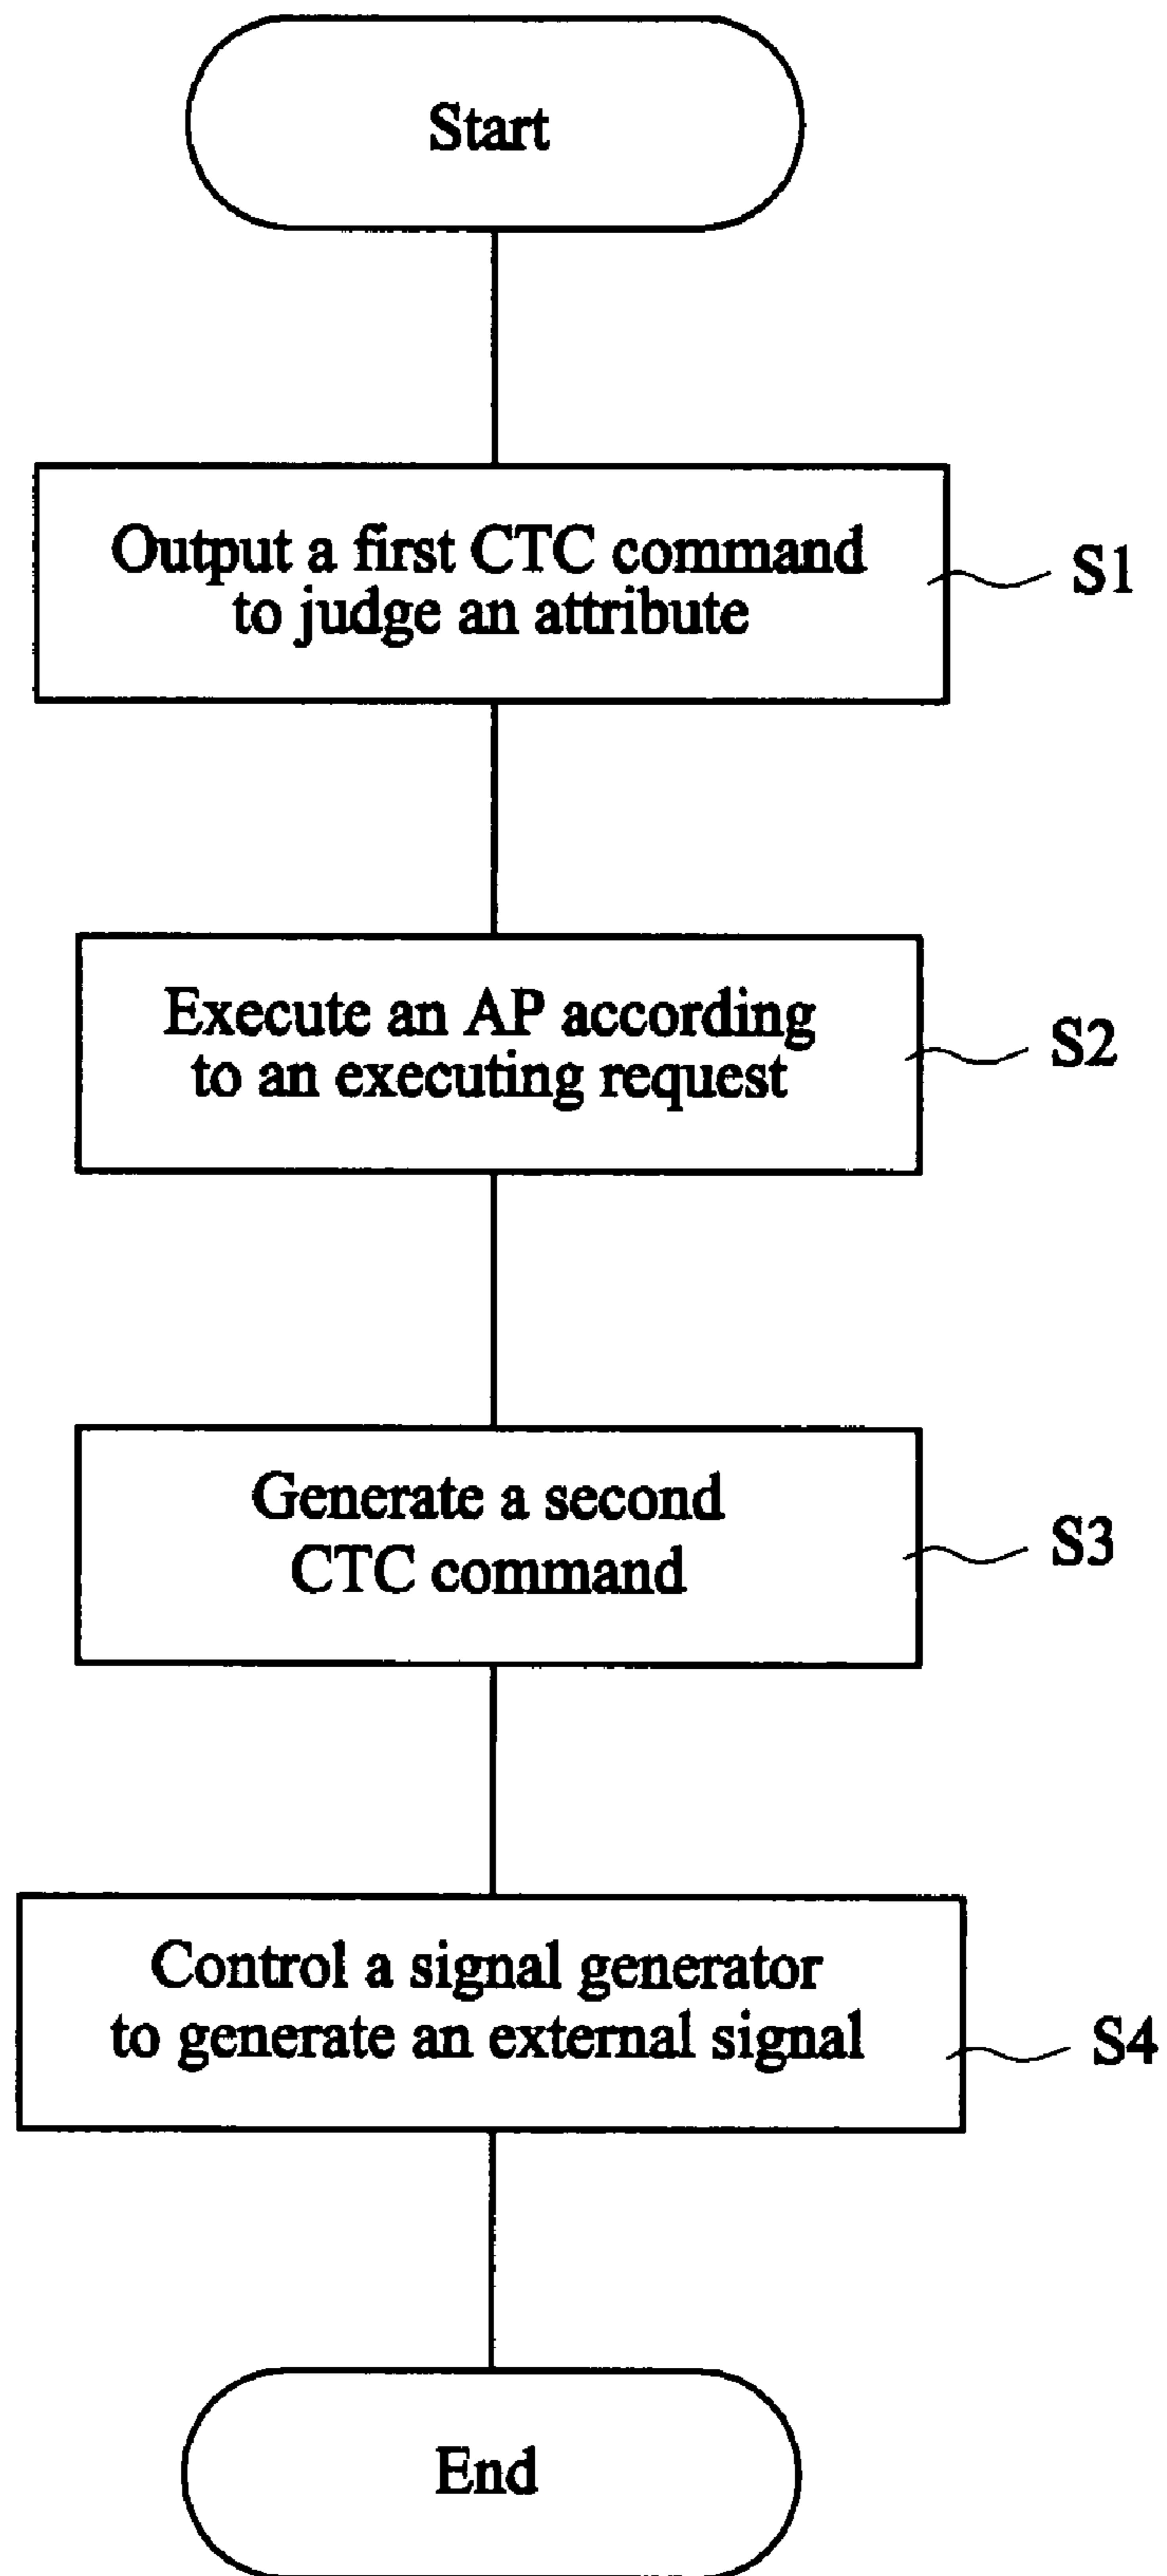 Start
Output a first CTC command
to judge an attribute
S1
Execute an AP according
to an executing request
S2
Generate a second
CTC command
S3
Control a signal generator
to generate an external signal
S4
End